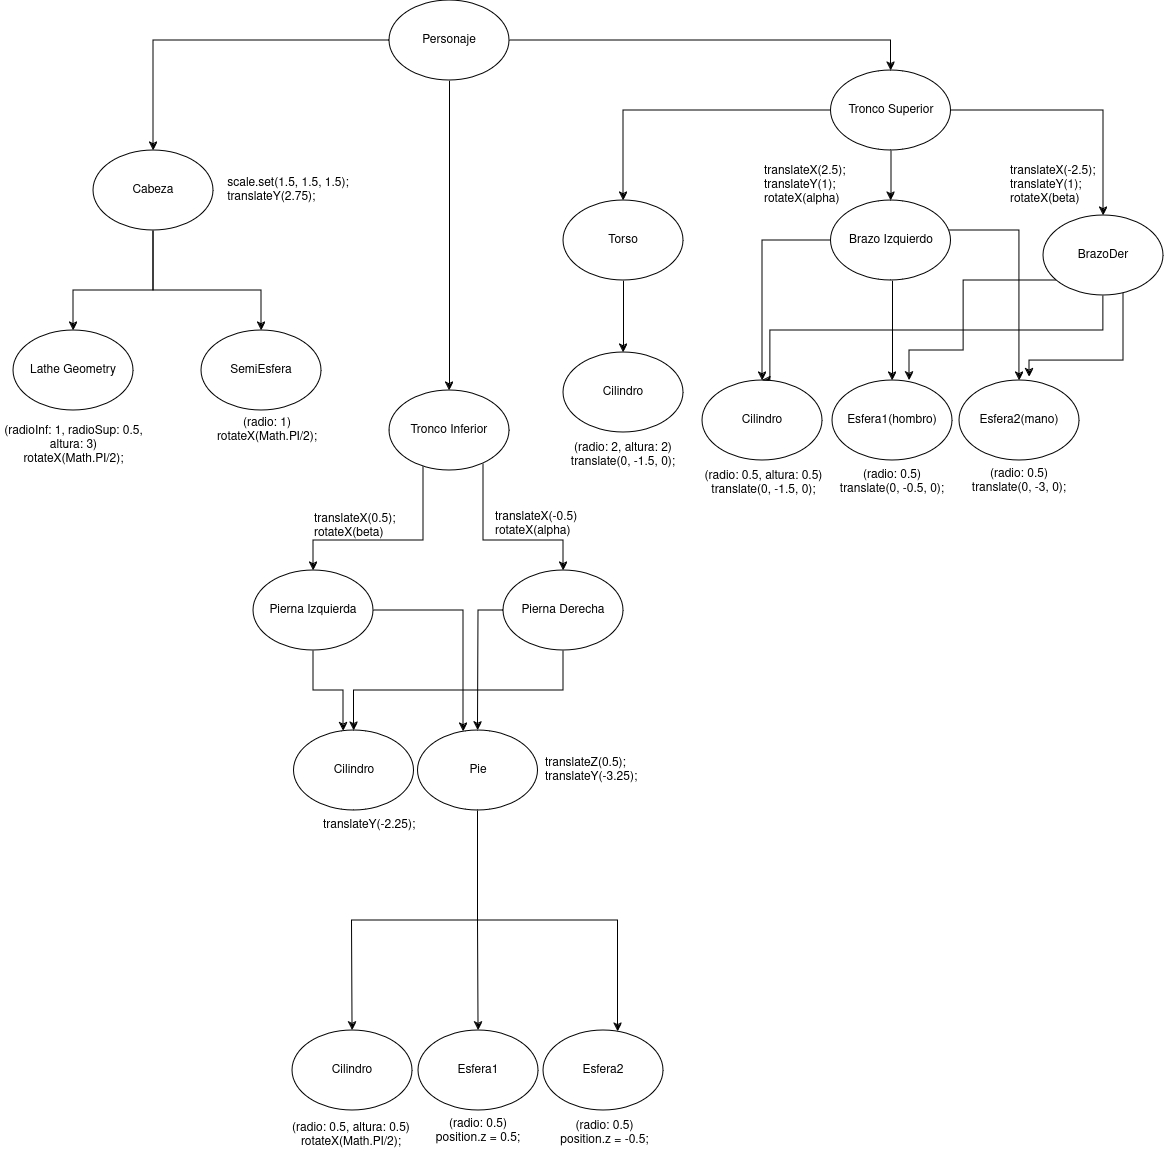 Personaje
Tronco Superior
Cabeza
scale.set(1.5, 1.5, 1.5);
translateY(2.75);
translateX(2.5);
translateY(1);
rotateX(alpha)
translateX(-2.5);
translateY(1);
rotateX(beta)
Torso
Brazo Izquierdo
BrazoDer
Lathe Geometry
SemiEsfera
(radioInf: 1, radioSup: 0.5,
altura: 3)
rotateX(Math.PI/2);
(radio: 1)
rotateX(Math.PI/2);
Tronco Inferior
Cilindro
(radio: 2, altura: 2)
translate(0, -1.5, 0);
Cilindro
Esfera1(hombro)
Esfera2(mano)
(radio: 0.5, altura: 0.5)
translate(0, -1.5, 0);
(radio: 0.5)
translate(0, -0.5, 0);
(radio: 0.5)
translate(0, -3, 0);
translateX(0.5);
rotateX(beta)
translateX(-0.5)
rotateX(alpha)
Pierna Izquierda
Pierna Derecha
Cilindro
Pie
translateZ(0.5);
translateY(-3.25);
translateY(-2.25);
Cilindro
Esfera1
Esfera2
(radio: 0.5, altura: 0.5)
rotateX(Math.PI/2);
(radio: 0.5)
position.z = 0.5;
(radio: 0.5)
position.z = -0.5;